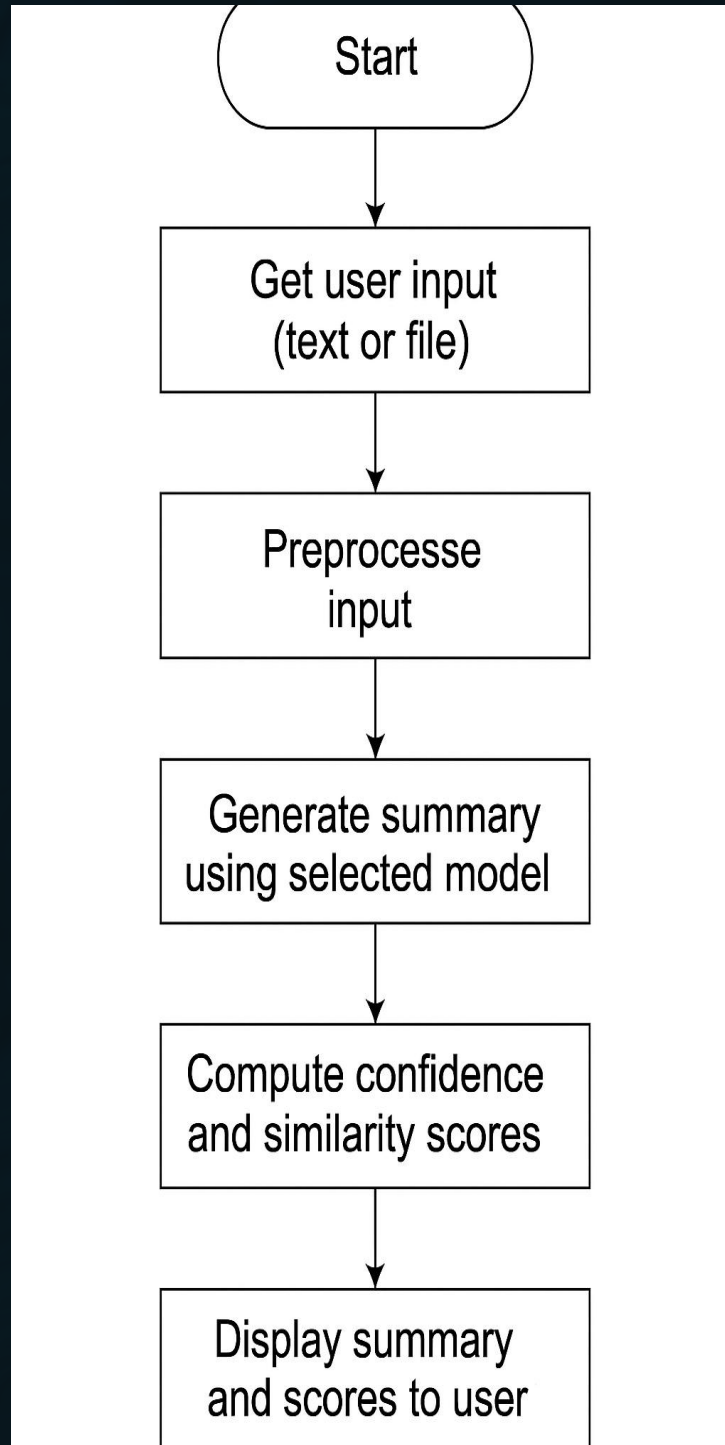 Start
Get user input
(text or file)
Preprocesse
input
Generate summary
using selected model
Compute confidence
and similarity scores
Display summary
and scores to user